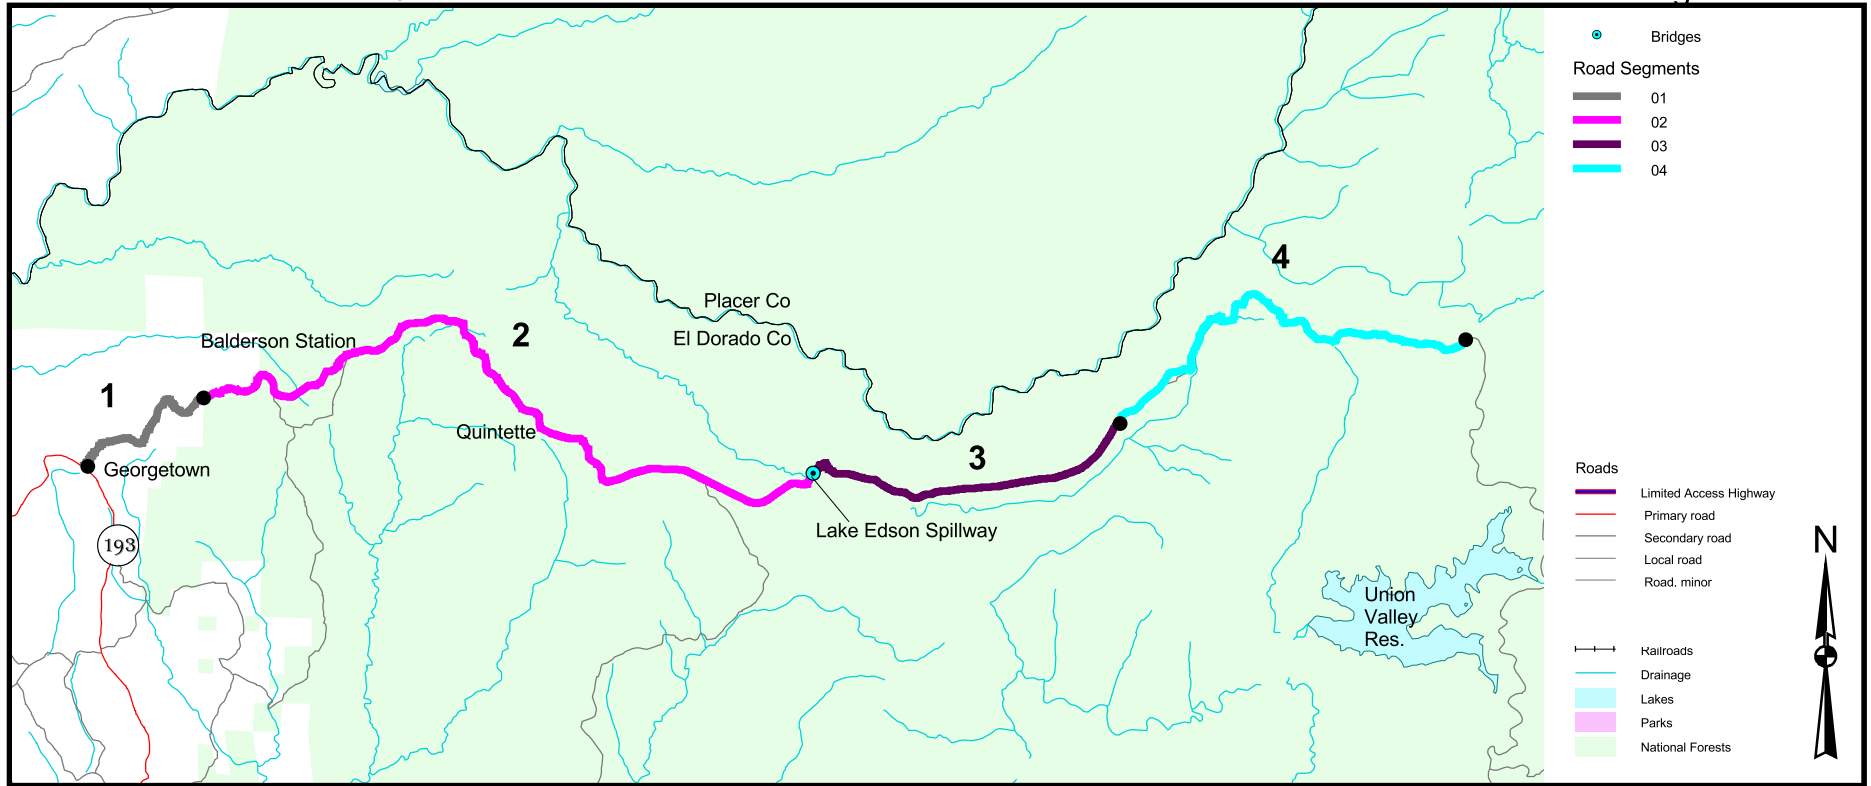 Bridges
Road Segments
01
02
03
04
4
Placer Co
El Dorado Co
2
Balderson Station
1
Quintette
3
Georgetown
Lake Edson Spillway
193
Union
Valley
Res.
Roads
Limited Access Highway
Primary road
Secondary road
Local road
Road, minor
N
Railroads
Drainage
Lakes
Parks
National Forests